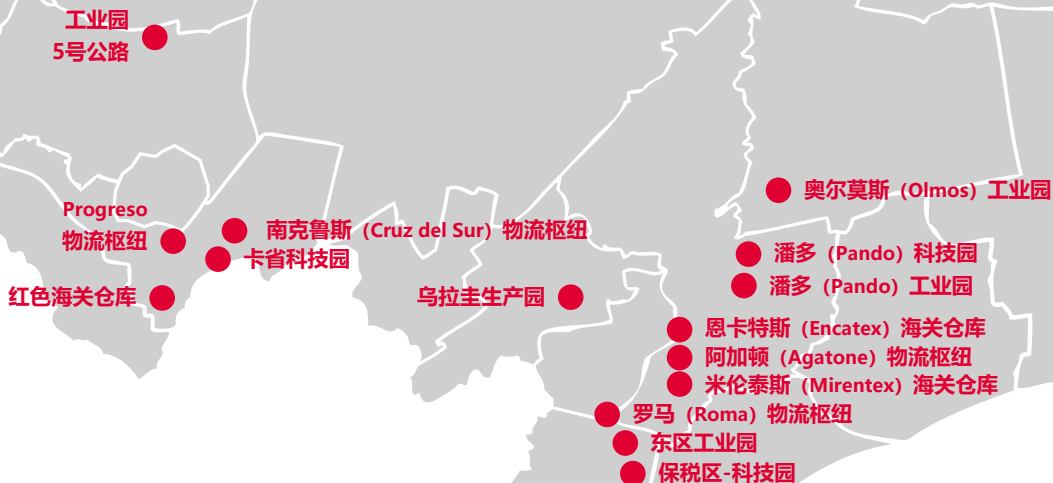 工业园
5号公路
奥尔莫斯（Olmos）工业园
Progreso
物流枢纽
南克鲁斯（Cruz del Sur）物流枢纽
卡省科技园
潘多（Pando）科技园
潘多（Pando）工业园
红色海关仓库
乌拉圭生产园
恩卡特斯（Encatex）海关仓库
阿加顿（Agatone）物流枢纽
米伦泰斯（Mirentex）海关仓库
罗马（Roma）物流枢纽
东区工业园
保税区-科技园